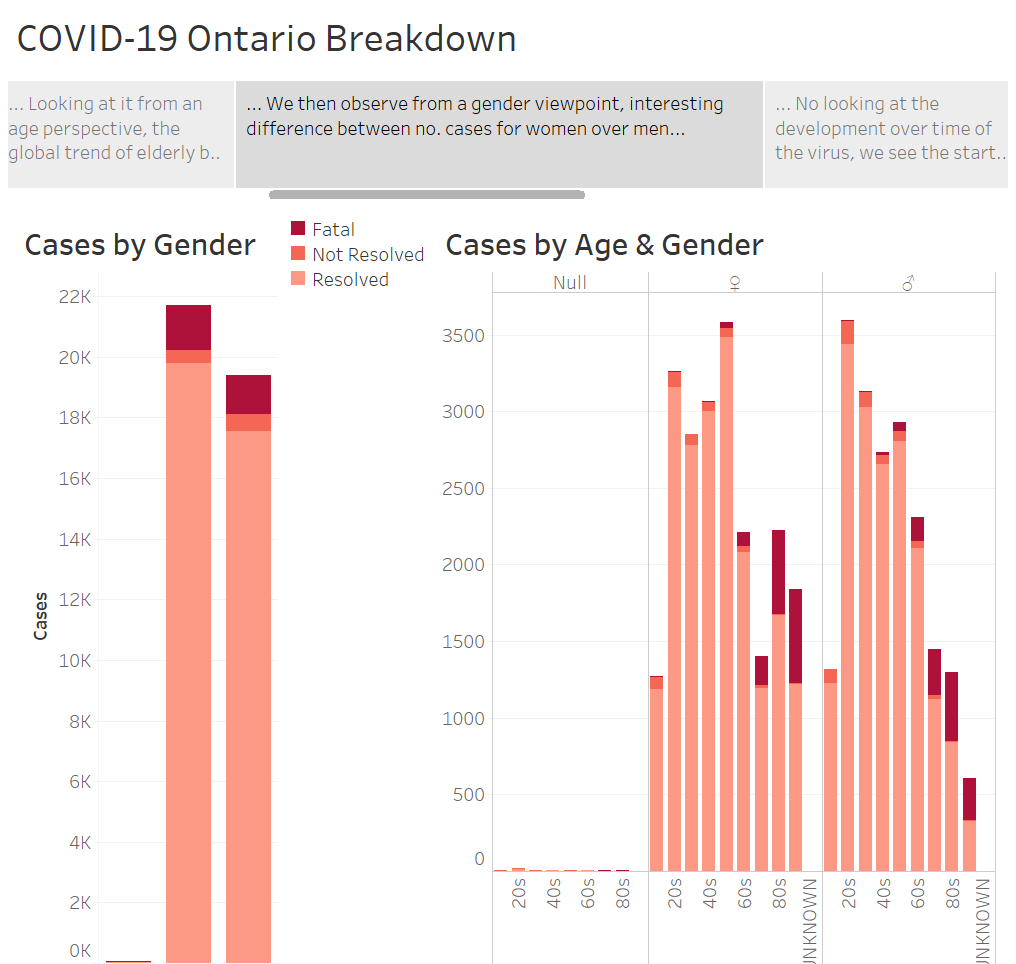 COVID-19 Ontario Breakdown
... Looking at it from an
age perspective, the
global trend of elderly b..
... We then observe from a gender viewpoint, interesting
difference between no. cases for women over men...
... No looking at the
development over time of
the virus, we see the start..
Cases by Gender
Fatal
Not Resolved
Resolved
22K
20K
18K
16K
14K
12K
10K
8K
6K
4K
2K
0K
Cases
Cases by Age & Gender
Null
♀
♂
3500
3000
2500
2000
1500
1000
500
0
20s
40s
60s
80s
20s
40s
60s
80s
UNKNOWN
20s
40s
60s
80s
UNKNOWN